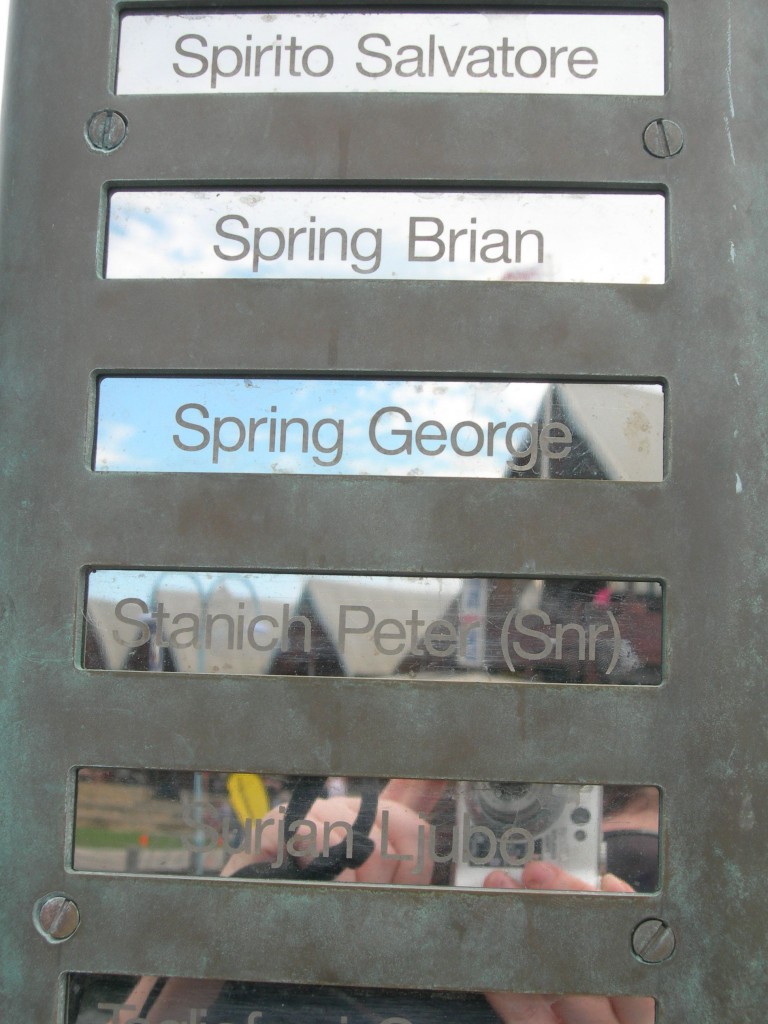 Spirito Salvatore
Spring Brian
Spring George
Stanich Peter (Snr)
Surjan Ljubo